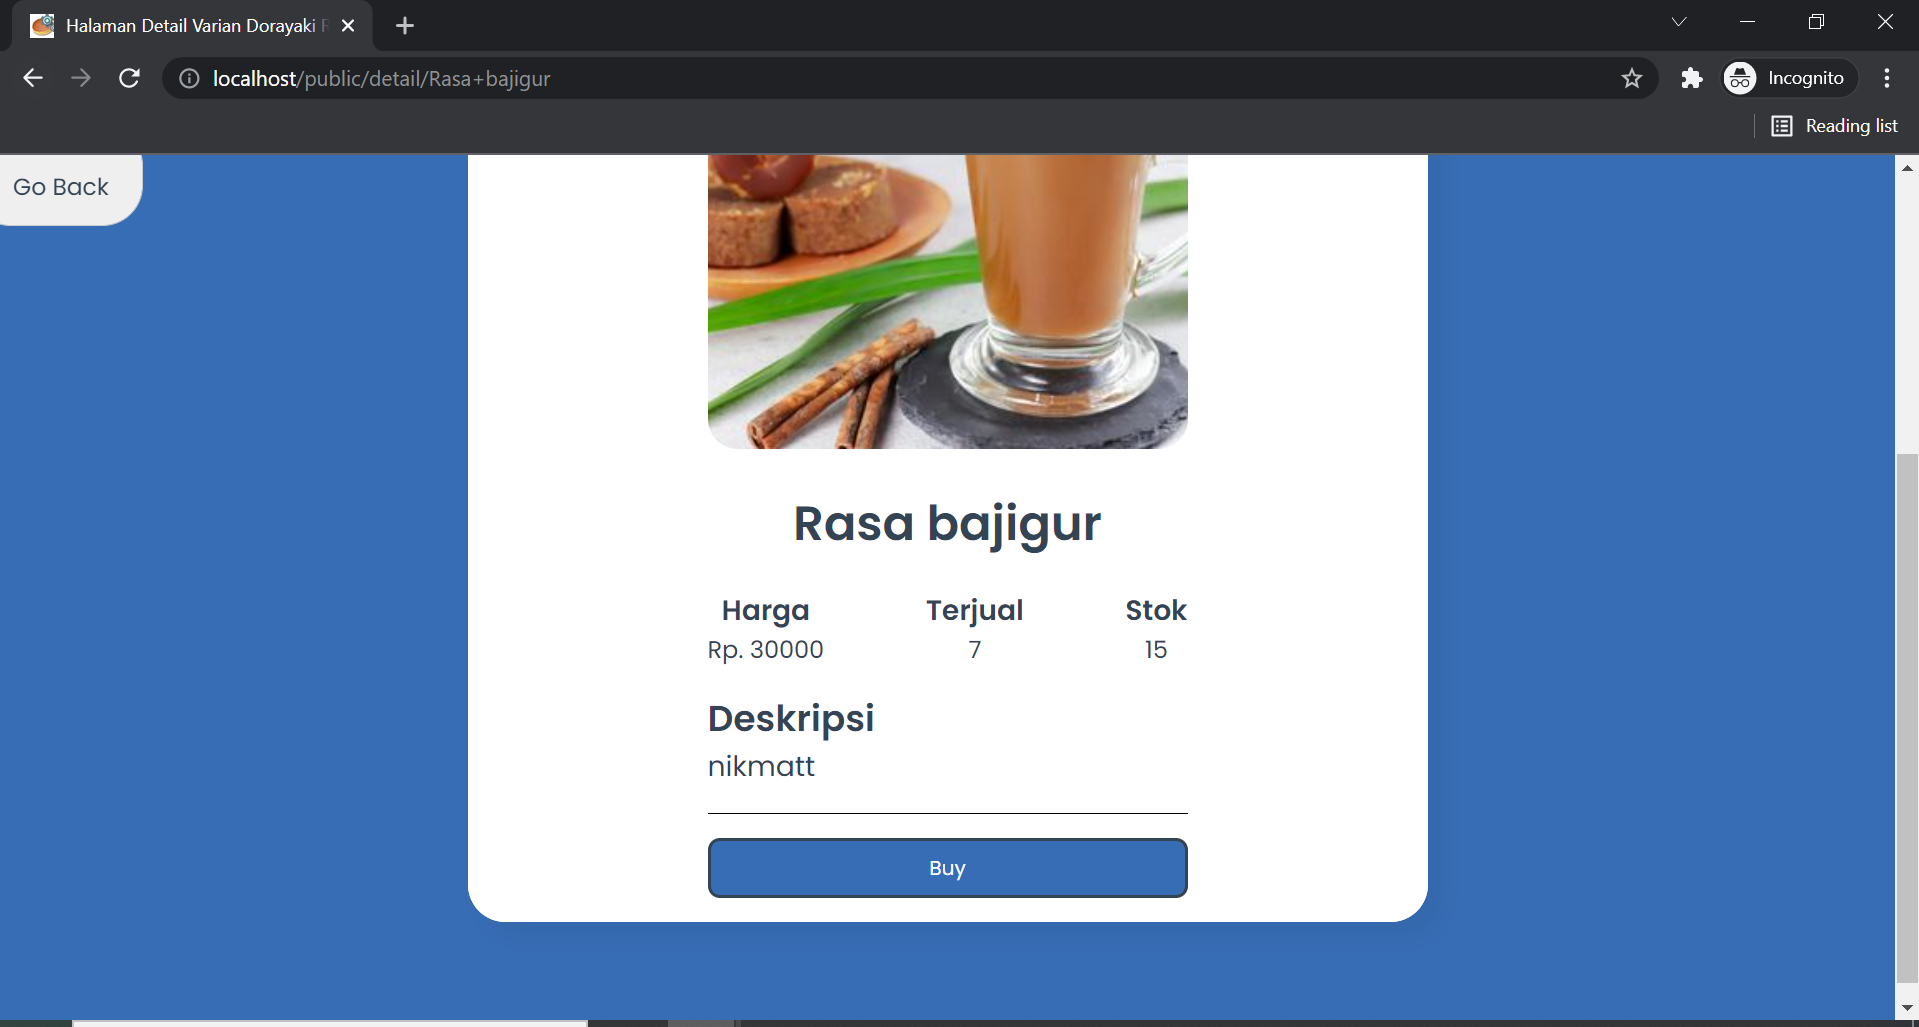 Halaman Detail Varian Dorayaki
localhost/public/detail/Rasa+bajigur
Incognito
Reading list
Go Back
Rasa bajigur
Harga Terjual Stok
Rp. 30000 7 15
Deskripsi
nikmatt
Buy